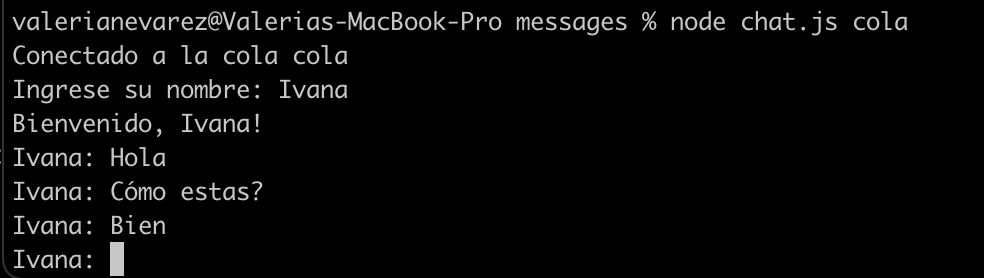 valerianevarez@Valerias-MacBook-Pro messages % node chat.js cola
Conectado a la cola cola
Ingrese su nombre: Ivana
Bienvenido, Ivana!
Ivana: Hola
Ivana: Cómo estas?
Ivana: Bien
Ivana: